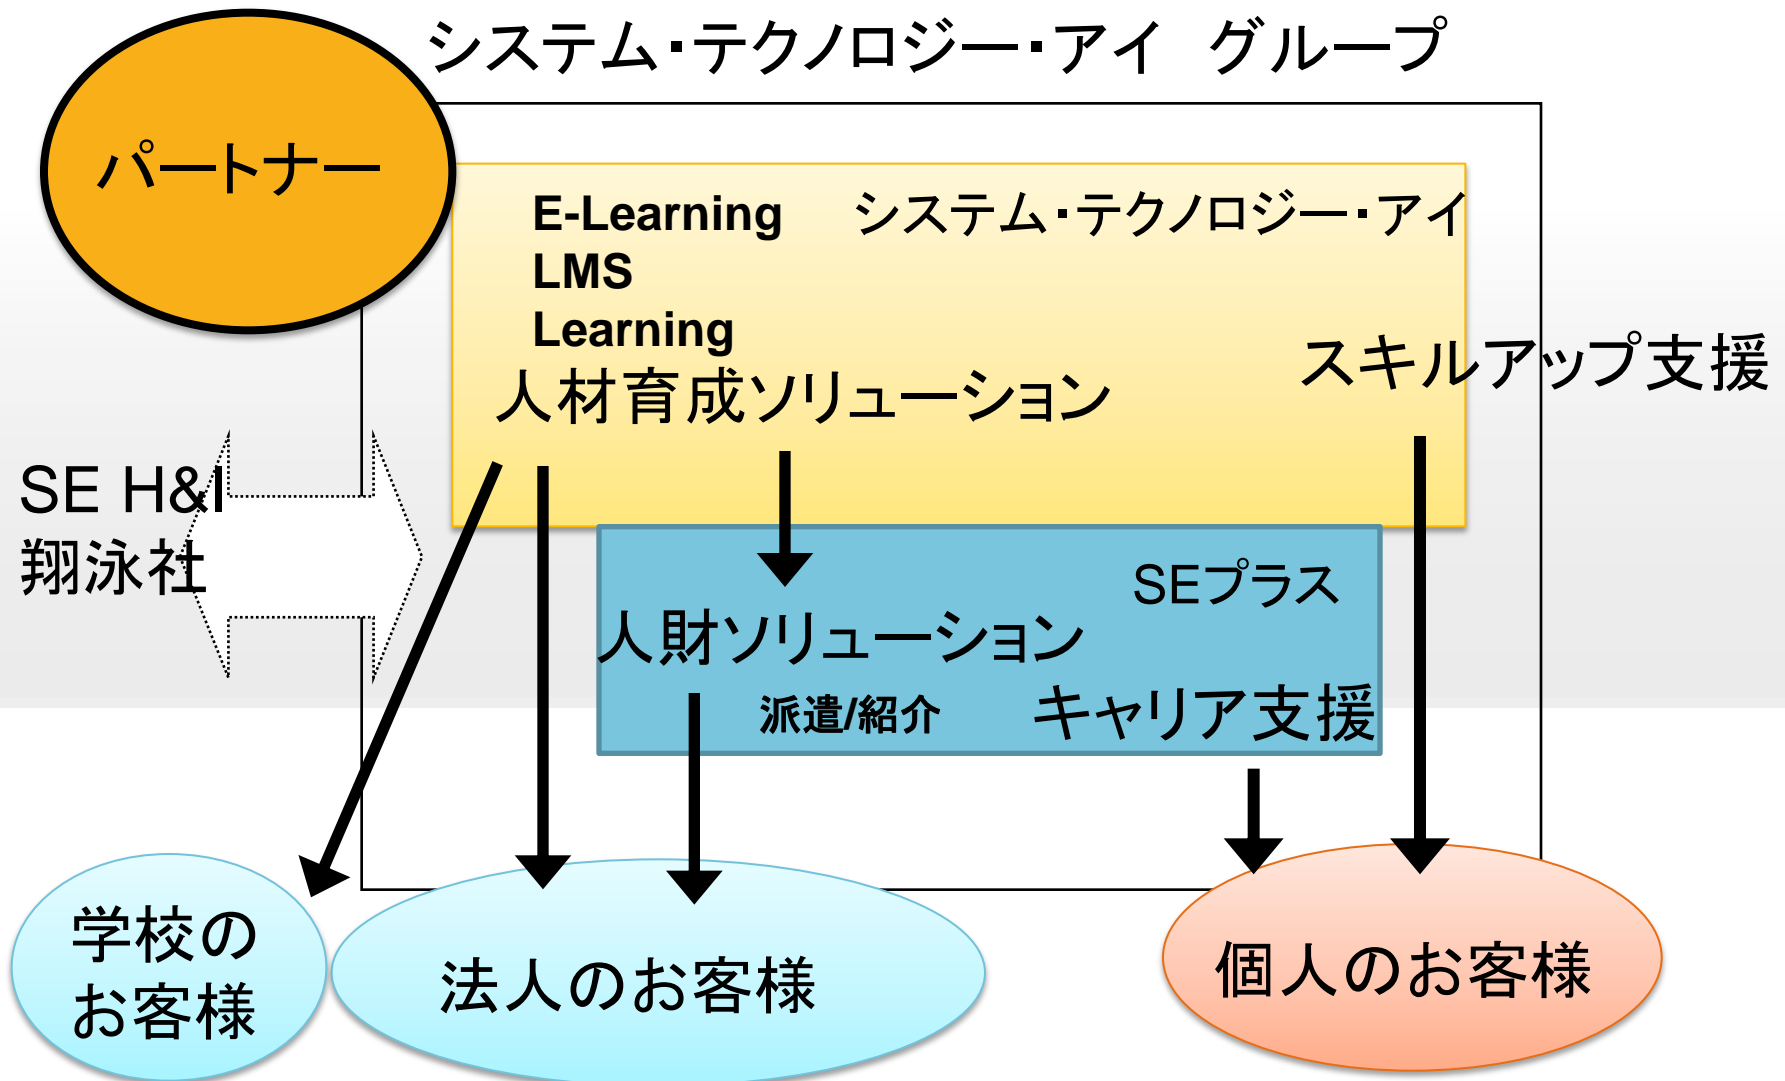 システム・テクノロジー・アイ　グループ
パートナー
E-Learning
システム・テクノロジー・アイ
LMS
Learning
人材育成ソリューション
スキルアップ支援
SE H&I
翔泳社
SEプラス
人財ソリューション
派遣/紹介
キャリア支援
学校の
お客様
法人のお客様
個人のお客様